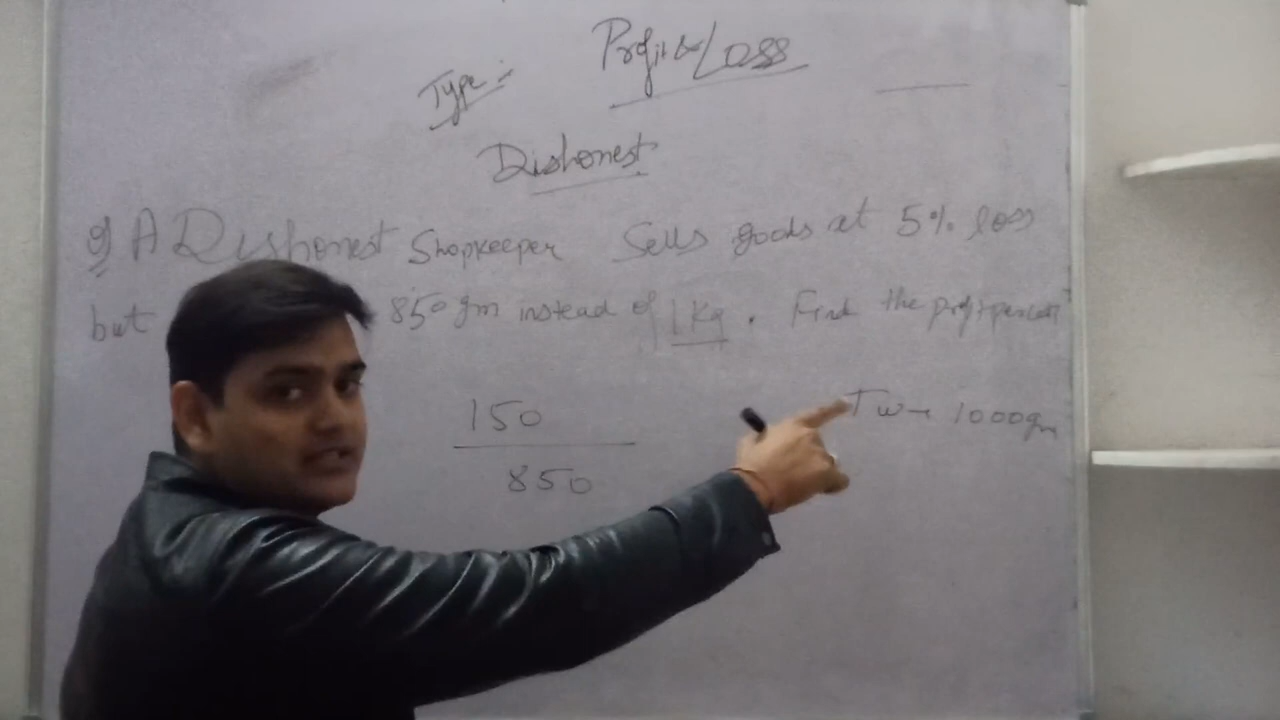 Profit & Loss
Type :-
Dishonest
Q A Dishonest Shopkeeper Sells goods at 5% loss
but 850 gm instead of 1 Kg . Find the profit percent
150
850
TW → 1000gm